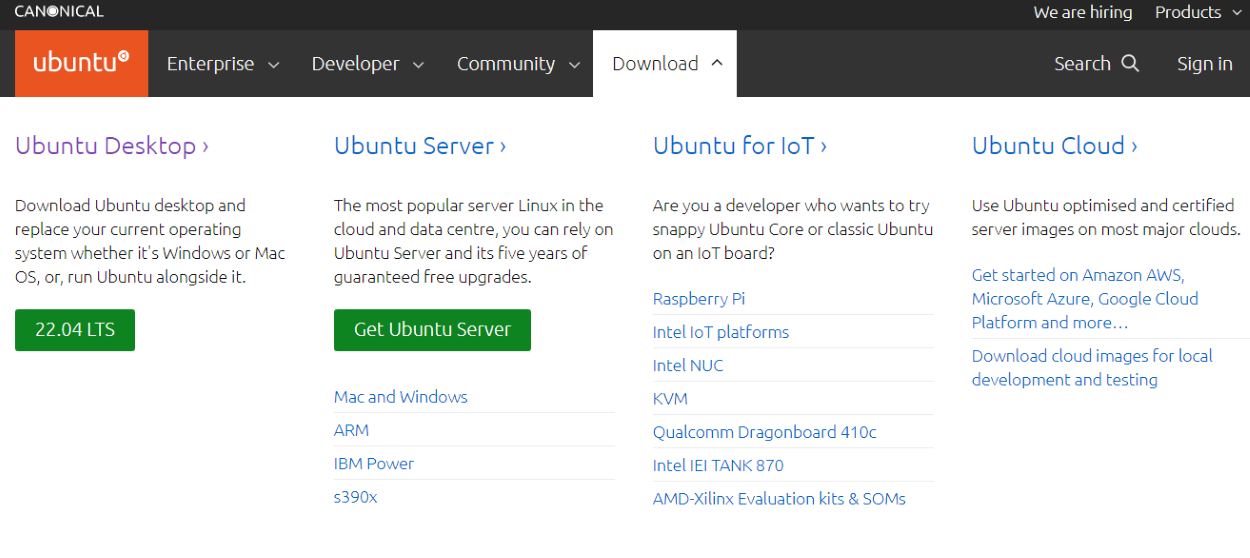 CANONICAL
We are hiring Products
ubuntu
Enterprise Developer Community Download Search Sign in
Ubuntu Desktop ›
Download Ubuntu desktop and
replace your current operating
system whether it's Windows or Mac
OS, or, run Ubuntu alongside it.
22.04 LTS
Ubuntu Server ›
The most popular server Linux in the
cloud and data centre, you can rely on
Ubuntu Server and its five years of
guaranteed free upgrades.
Get Ubuntu Server
Mac and Windows
ARM
IBM Power
s390x
Ubuntu for IoT ›
Are you a developer who wants to try
snappy Ubuntu Core or classic Ubuntu
on an IoT board?
Raspberry Pi
Intel IoT platforms
Intel NUC
KVM
Qualcomm Dragonboard 410c
Intel IEI TANK 870
AMD-Xilinx Evaluation kits & SOMs
Ubuntu Cloud ›
Use Ubuntu optimised and certified
server images on most major clouds.
Get started on Amazon AWS,
Microsoft Azure, Google Cloud
Platform and more…
Download cloud images for local
development and testing